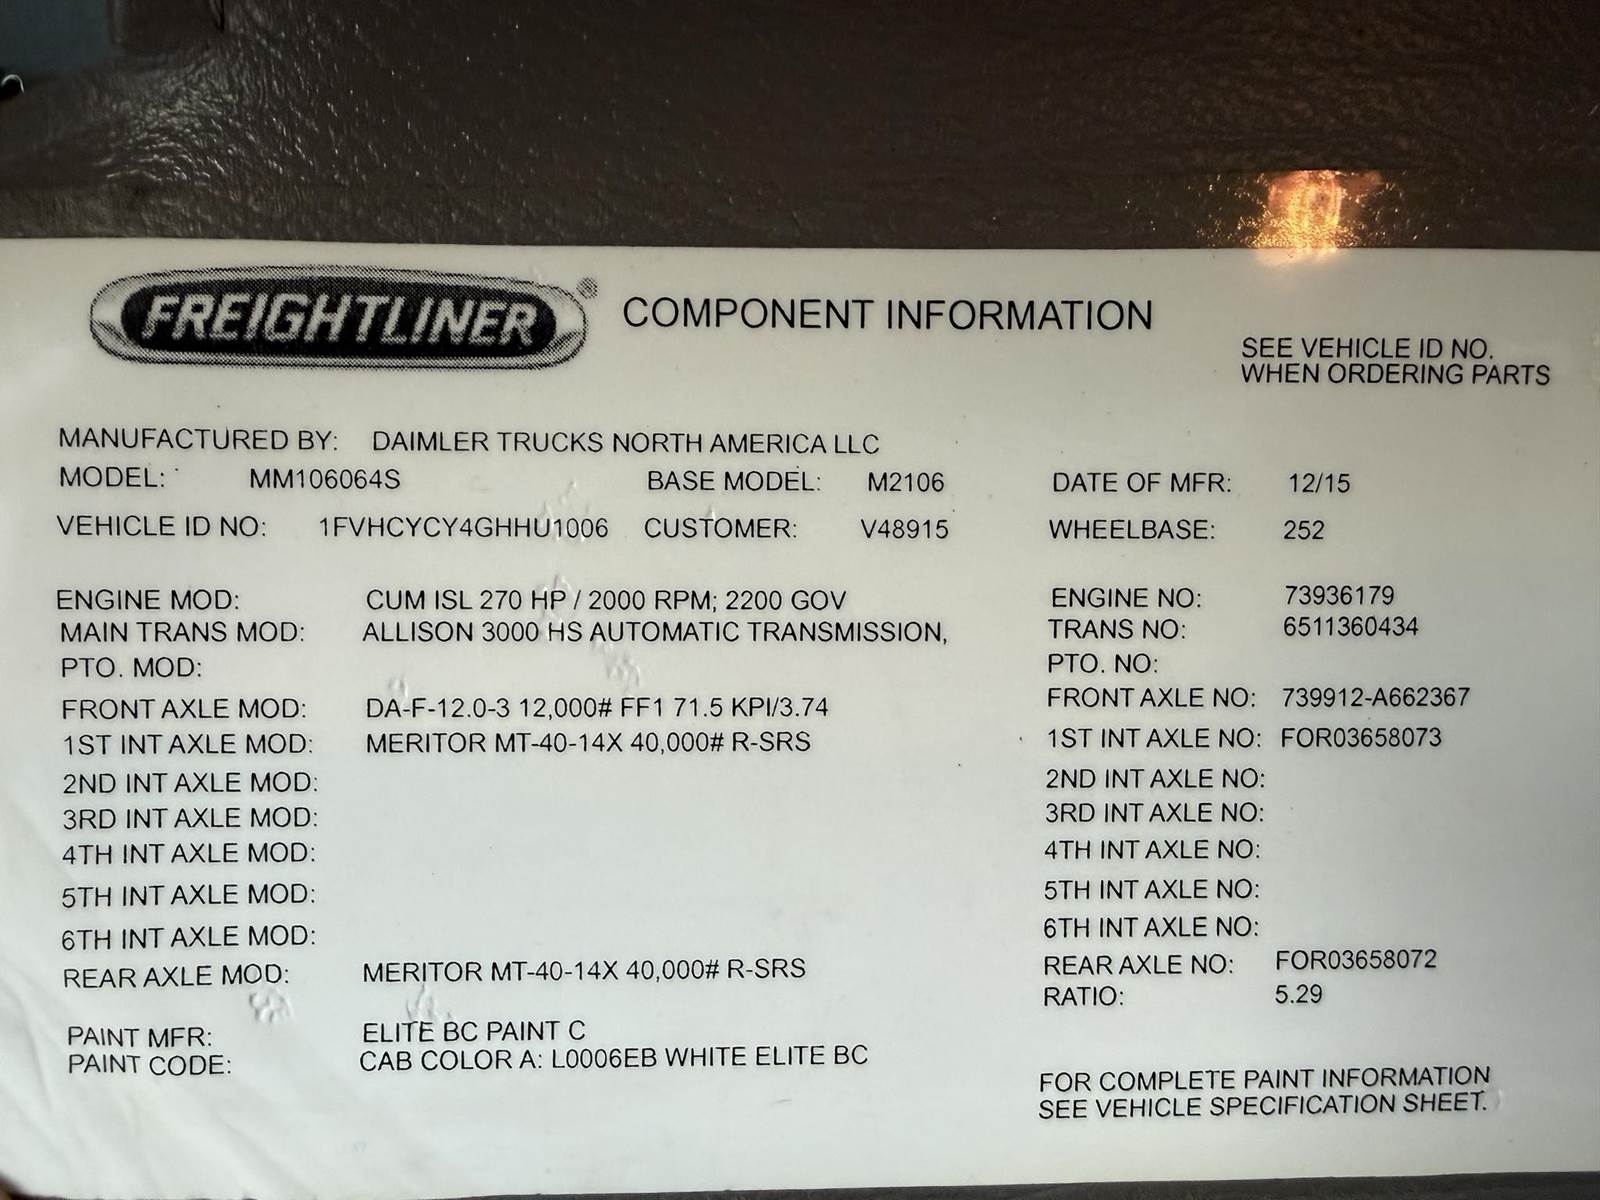 FREIGHTLINER® COMPONENT INFORMATION
SEE VEHICLE ID NO.
WHEN ORDERING PARTS
MANUFACTURED BY: DAIMLER TRUCKS NORTH AMERICA LLC
MODEL: MM106064S BASE MODEL: M2106 DATE OF MFR: 12/15
VEHICLE ID NO: 1FVHCYCY4GHHU1006 CUSTOMER: V48915 WHEELBASE: 252
ENGINE MOD: CUM ISL 270 HP / 2000 RPM; 2200 GOV ENGINE NO: 73936179
MAIN TRANS MOD: ALLISON 3000 HS AUTOMATIC TRANSMISSION, TRANS NO: 6511360434
PTO. MOD: PTO. NO:
FRONT AXLE MOD: DA-F-12.0-3 12,000# FF1 71.5 KPI/3.74 FRONT AXLE NO: 739912-A662367
1ST INT AXLE MOD: MERITOR MT-40-14X 40,000# R-SRS 1ST INT AXLE NO: FOR03658073
2ND INT AXLE MOD: 2ND INT AXLE NO:
3RD INT AXLE MOD: 3RD INT AXLE NO:
4TH INT AXLE MOD: 4TH INT AXLE NO:
5TH INT AXLE MOD: 5TH INT AXLE NO:
6TH INT AXLE MOD: 6TH INT AXLE NO:
REAR AXLE MOD: MERITOR MT-40-14X 40,000# R-SRS REAR AXLE NO: FOR03658072
RATIO: 5.29
PAINT MFR: ELITE BC PAINT C
PAINT CODE: CAB COLOR A: L0006EB WHITE ELITE BC
FOR COMPLETE PAINT INFORMATION
SEE VEHICLE SPECIFICATION SHEET.